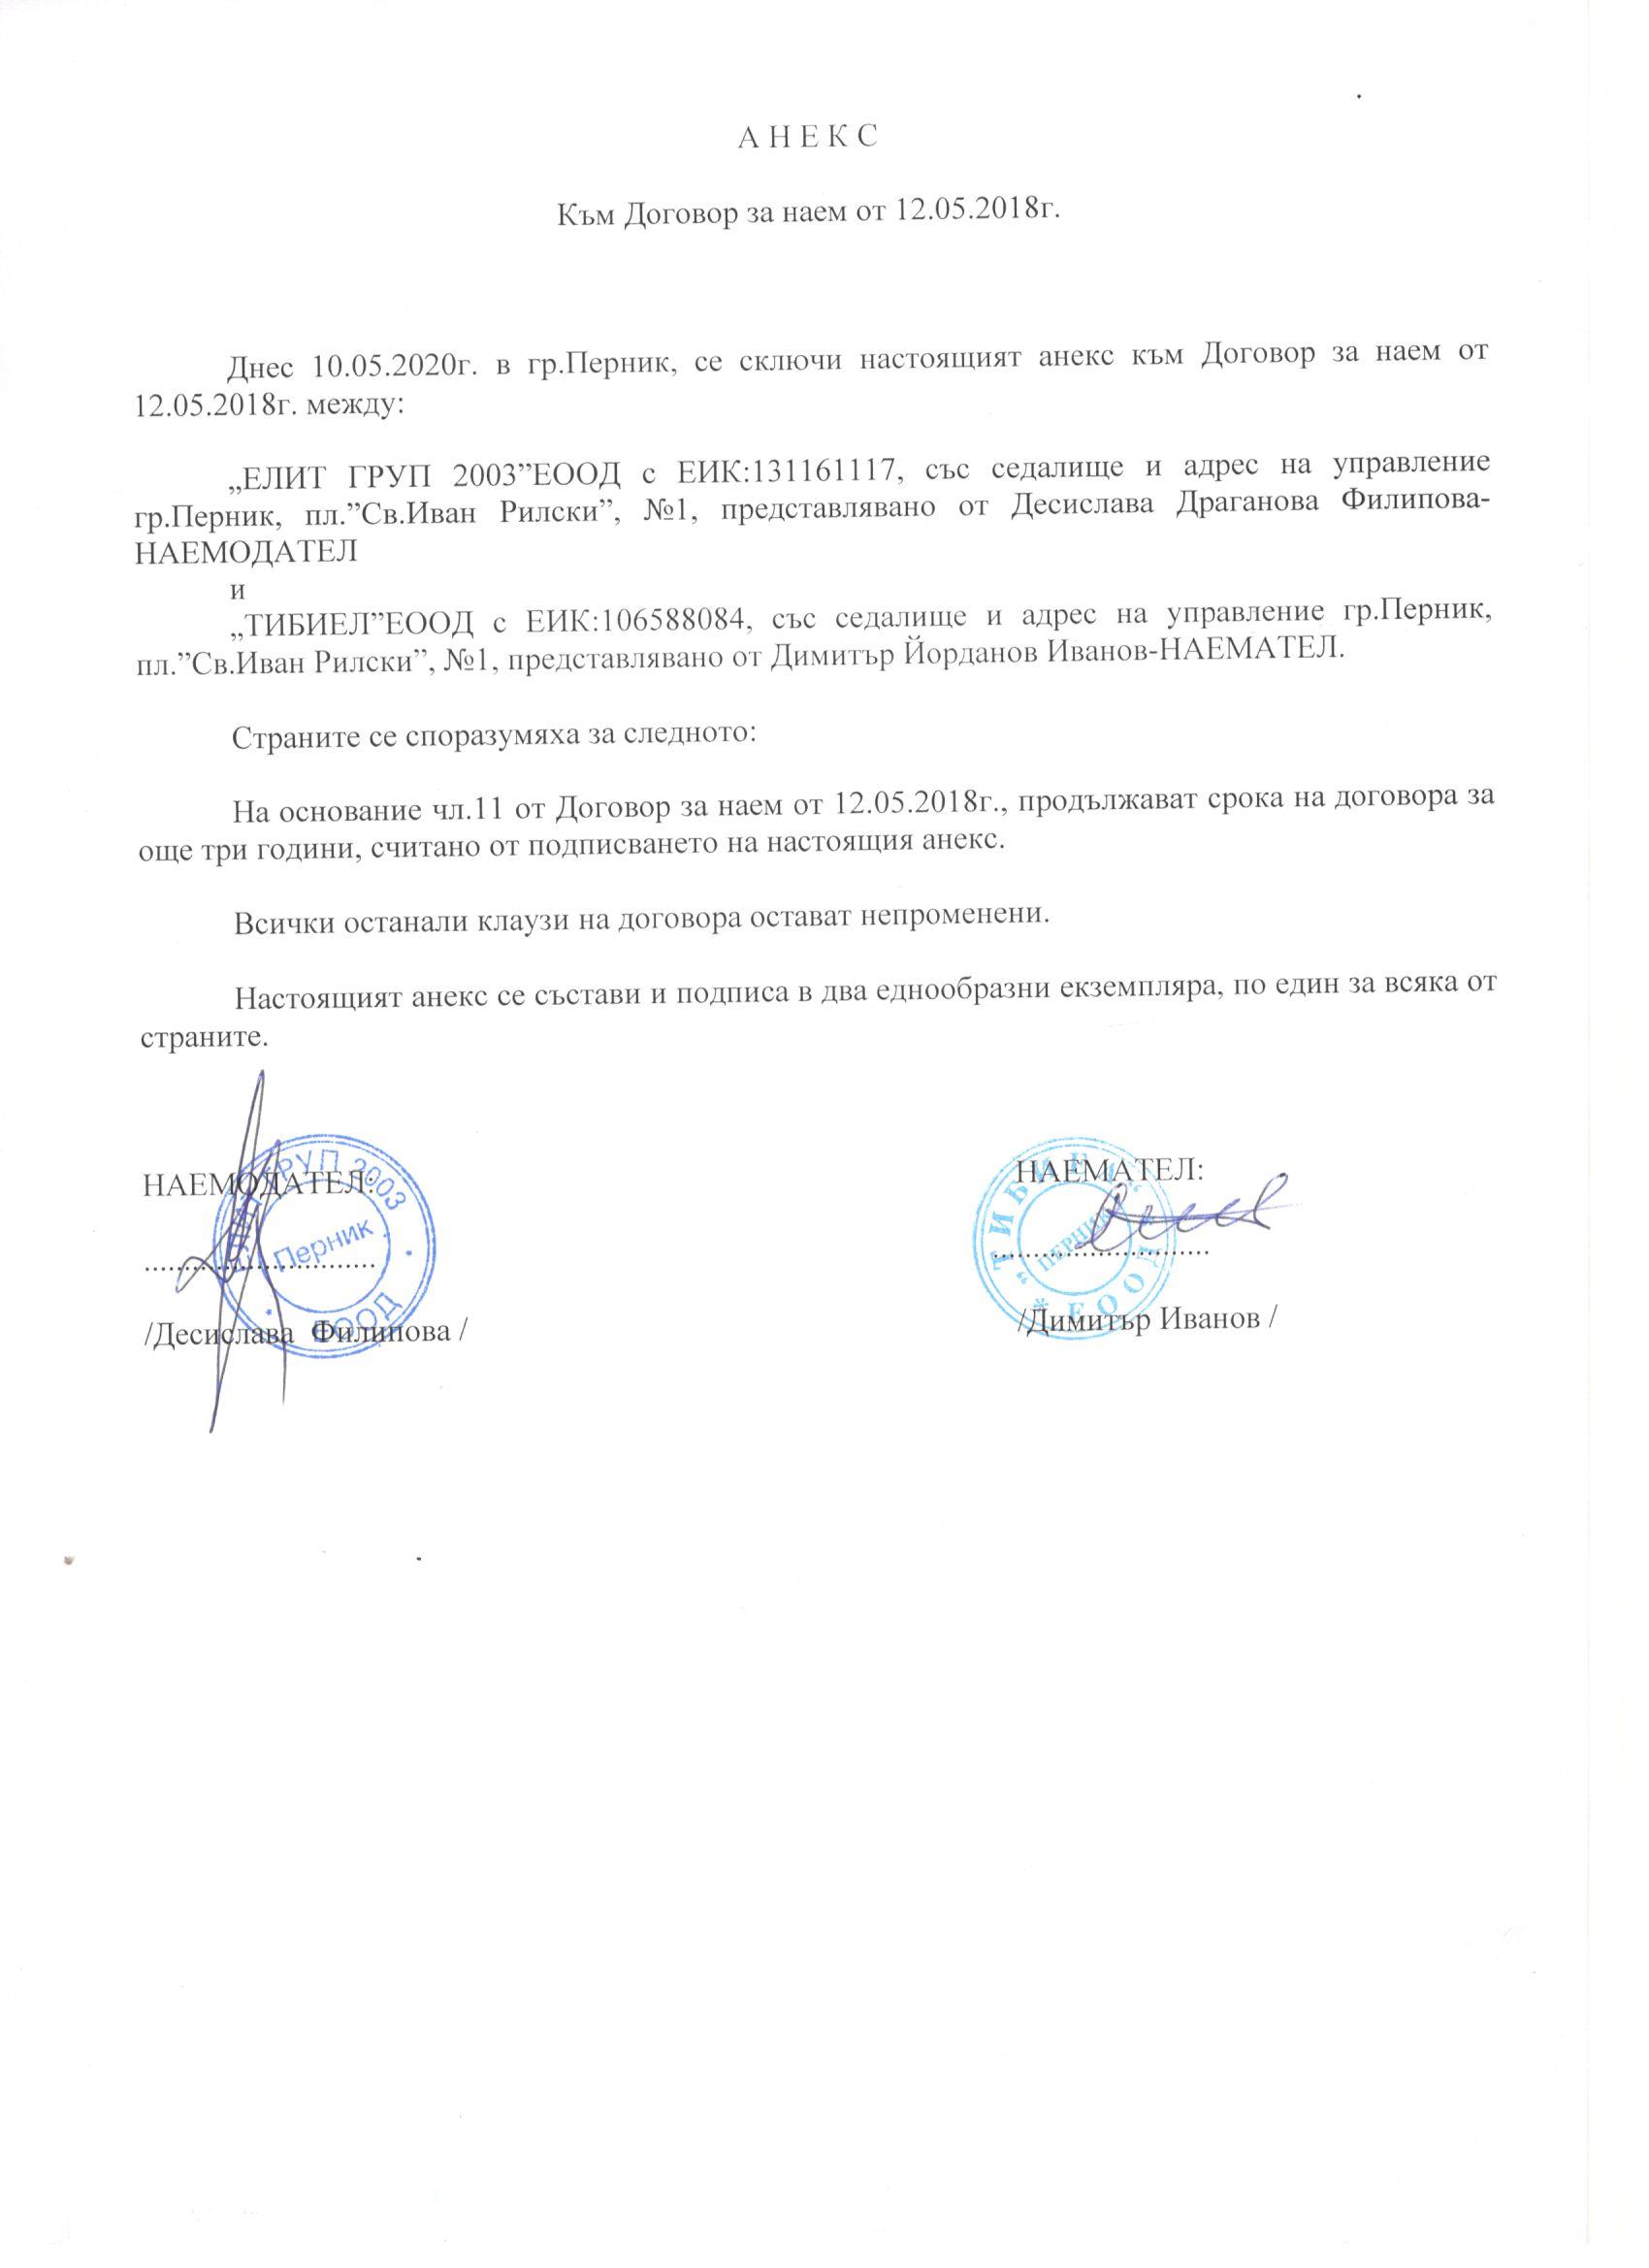 А Н Е К С
Към Договор за наем от 12.05.2018г.
Днес 10.05.2020г. в гр.Перник, се сключи настоящият анекс към Договор за наем от
12.05.2018г. между:
„ЕЛИТ ГРУП 2003”ЕООД с ЕИК:131161117, със седалище и адрес на управление
гр.Перник, пл.”Св.Иван Рилски”, №1, представлявано от Десислава Драганова Филипова-
НАЕМОДАТЕЛ
и
„ТИБИЕЛ”ЕООД с ЕИК:106588084, със седалище и адрес на управление гр.Перник,
пл.”Св.Иван Рилски”, №1, представлявано от Димитър Йорданов Иванов-НАЕМАТЕЛ.
Страните се споразумяха за следното:
На основание чл.11 от Договор за наем от 12.05.2018г., продължават срока на договора за
още три години, считано от подписването на настоящия анекс.
Всички останали клаузи на договора остават непроменени.
Настоящият анекс се състави и подписа в два еднообразни екземпляра, по един за всяка от
страните.
НАЕМОДАТЕЛ:
НАЕМАТЕЛ:
ГРУП 2003
Перник
ЕООД
"ТИБИЕЛ"
ПЕРНИК
* ЕООД
..............................
............................
/Десислава Филипова /
/Димитър Иванов /